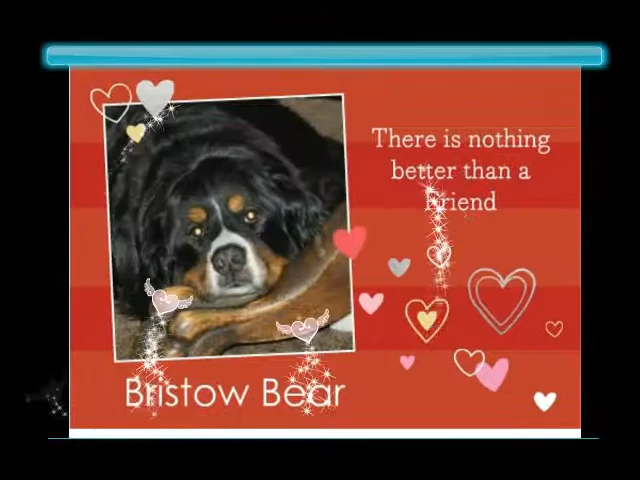 There is nothing
better than a
friend
Bristow Bear